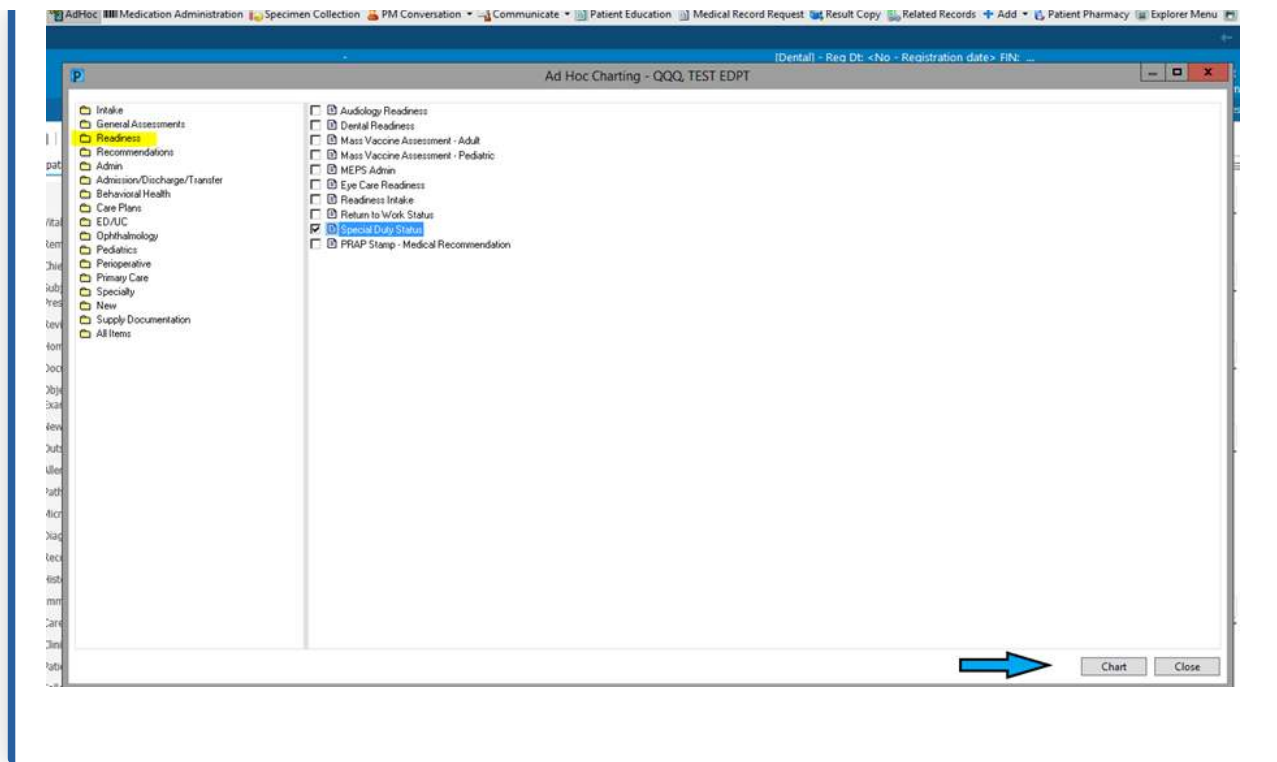 AdHoc Medication Administration Specimen Collection PM Conversation Communicate Patient Education Medical Record Request Result Copy Related Records Add Patient Pharmacy Explorer Menu
[Dental] - Reg Dt: <No - Registration date> FIN: ...
P Ad Hoc Charting - QQQ, TEST EDPT
Intake
General Assessments
Readiness
Recommendations
Admin
Admission/Discharge/Transfer
Behavioral Health
Care Plans
ED/UC
Ophthalmology
Pediatrics
Perioperative
Primary Care
Specialty
New
Supply Documentation
All Items
Audiology Readiness
Dental Readiness
Mass Vaccine Assessment - Adult
Mass Vaccine Assessment - Pediatric
MEPS Admin
Eye Care Readiness
Readiness Intake
Return to Work Status
Special Duty Status
PRAP Stamp - Medical Recommendation
Chart Close